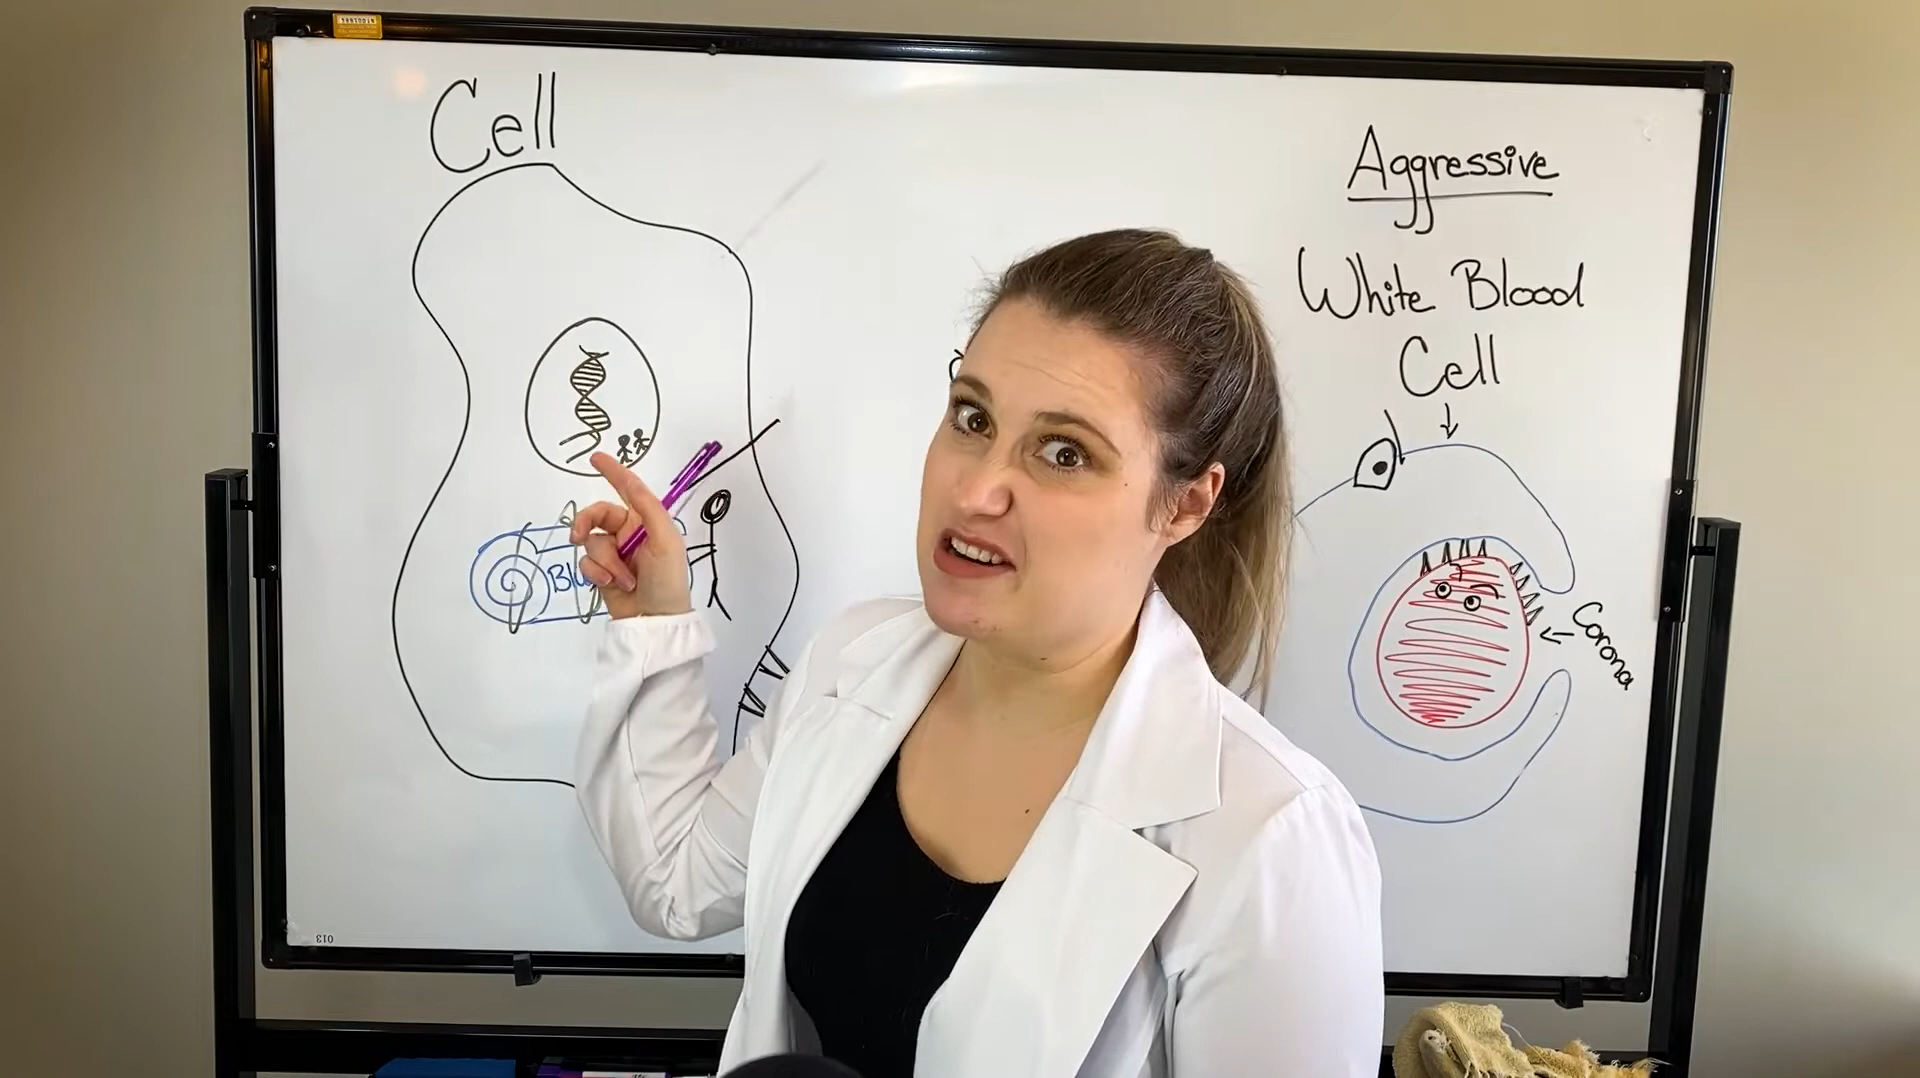 Cell
Aggressive
White Blood
Cell
Corona